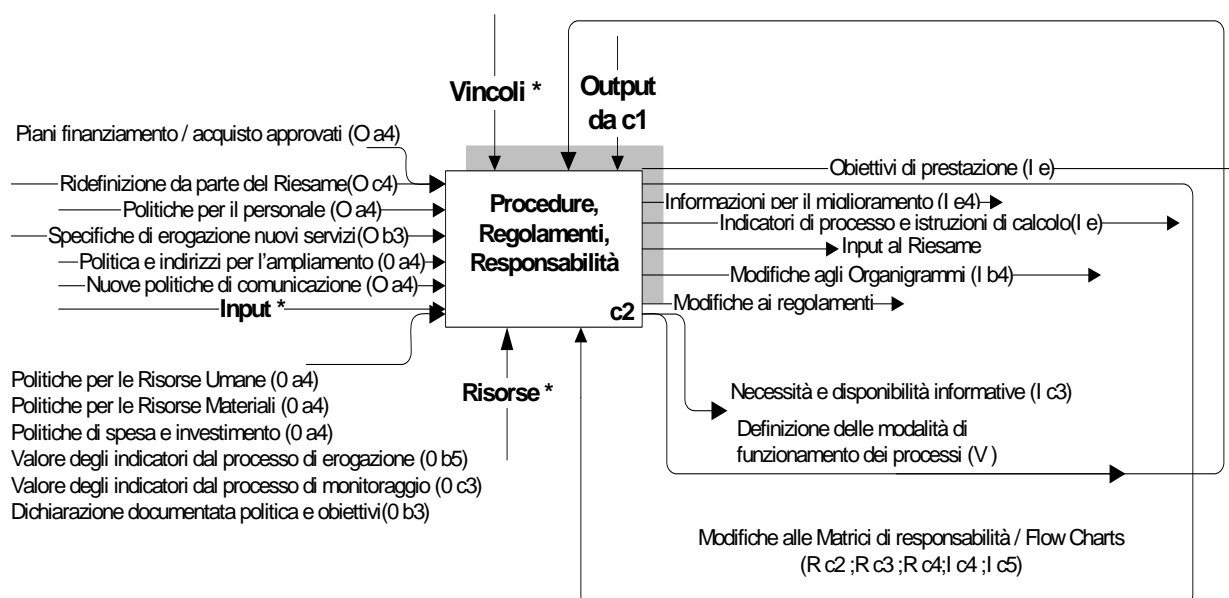 Vincoli *
Output
da c1
Piani finanziamento / acquisto approvati (O a4)
Ridefinizione da parte del Riesame(O c4)
Politiche per il personale (O a4)
Specifiche di erogazione nuovi servizi(O b3)
Politica e indirizzi per l'ampliamento (0 a4)
Nuove politiche di comunicazione (O a4)
Input *
Procedure,
Regolamenti,
Responsabilità
c2
Obiettivi di prestazione (I e)
Informazioni per il miglioramento (I e4)
Indicatori di processo e istruzioni di calcolo(I e)
Input al Riesame
Modifiche agli Organigrammi (I b4)
Modifiche ai regolamenti
Politiche per le Risorse Umane (0 a4)
Politiche per le Risorse Materiali (0 a4)
Politiche di spesa e investimento (0 a4)
Valore degli indicatori dal processo di erogazione (0 b5)
Valore degli indicatori dal processo di monitoraggio (0 c3)
Dichiarazione documentata politica e obiettivi(0 b3)
Risorse *
Necessità e disponibilità informative (I c3)
Definizione delle modalità di
funzionamento dei processi (V )
Modifiche alle Matrici di responsabilità / Flow Charts
(R c2 ;R c3 ;R c4;I c4 ;I c5)